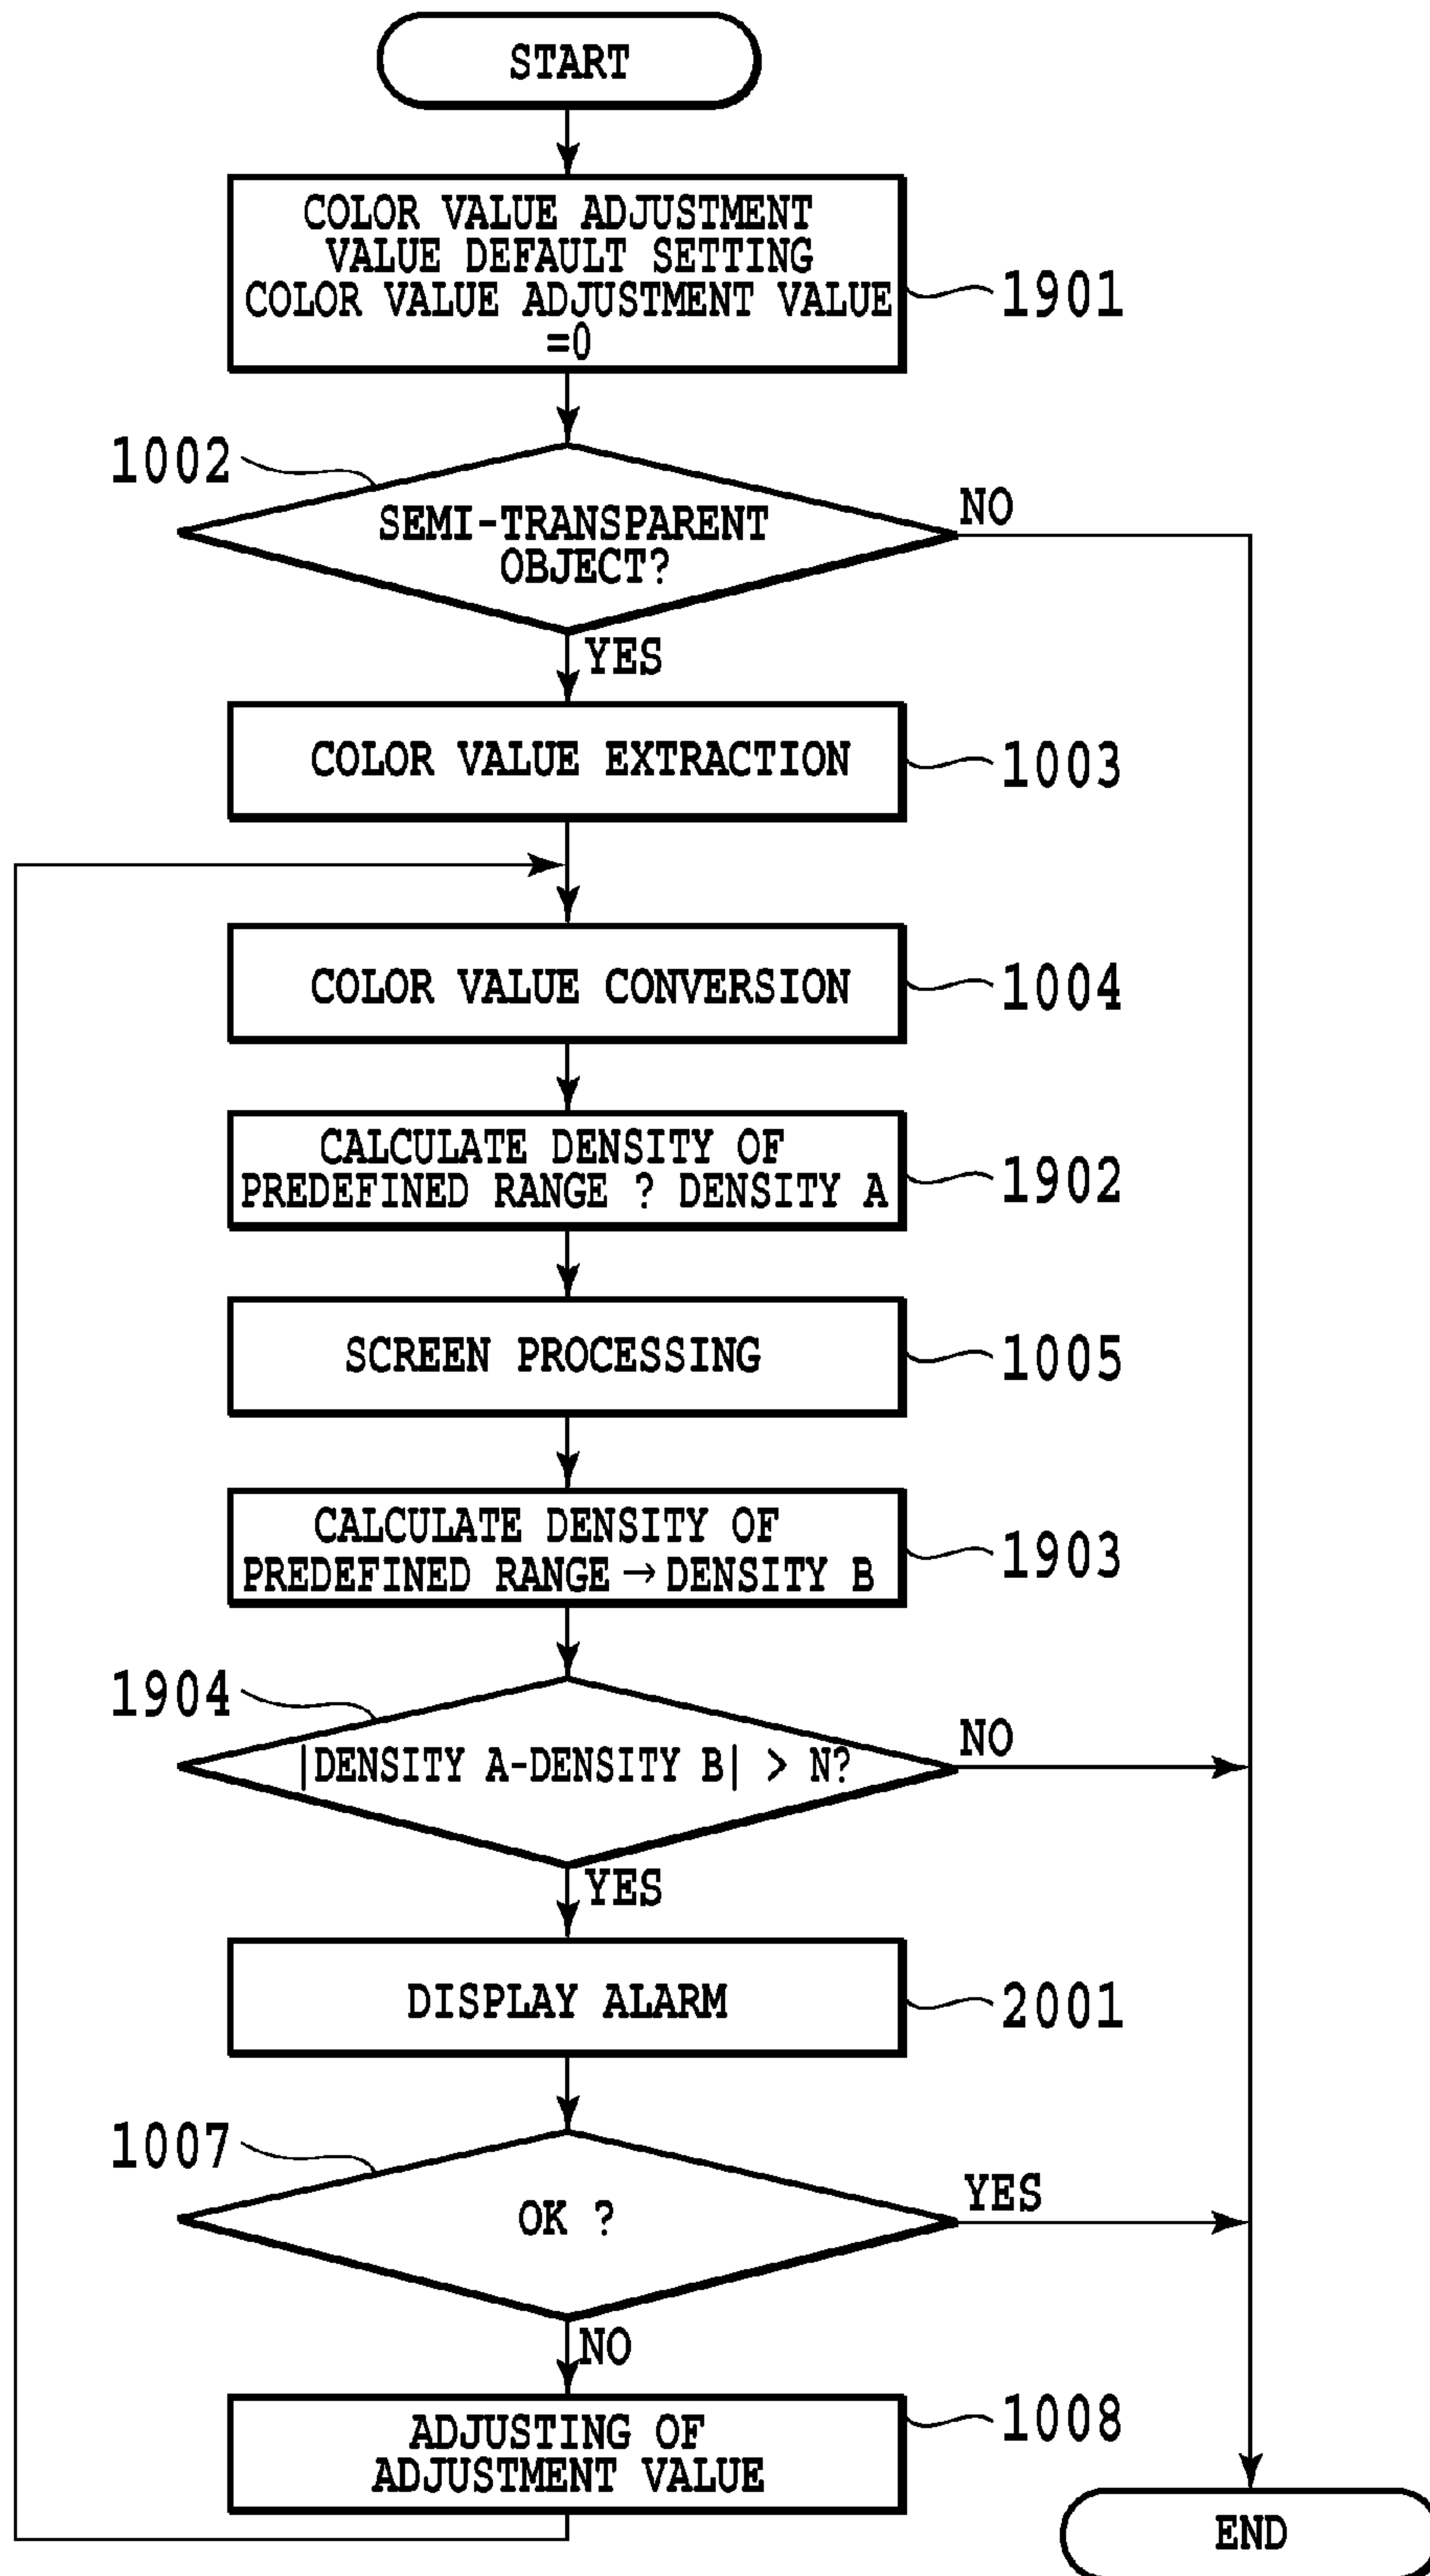 START
COLOR VALUE ADJUSTMENT
VALUE DEFAULT SETTING
COLOR VALUE ADJUSTMENT VALUE
=0
1901
1002
SEMI-TRANSPARENT
OBJECT?
NO
YES
COLOR VALUE EXTRACTION
1003
COLOR VALUE CONVERSION
1004
CALCULATE DENSITY OF
PREDEFINED RANGE ? DENSITY A
1902
SCREEN PROCESSING
1005
CALCULATE DENSITY OF
PREDEFINED RANGE → DENSITY B
1903
1904
|DENSITY A-DENSITY B| > N?
NO
YES
DISPLAY ALARM
2001
1007
OK ?
YES
NO
ADJUSTING OF
ADJUSTMENT VALUE
1008
END